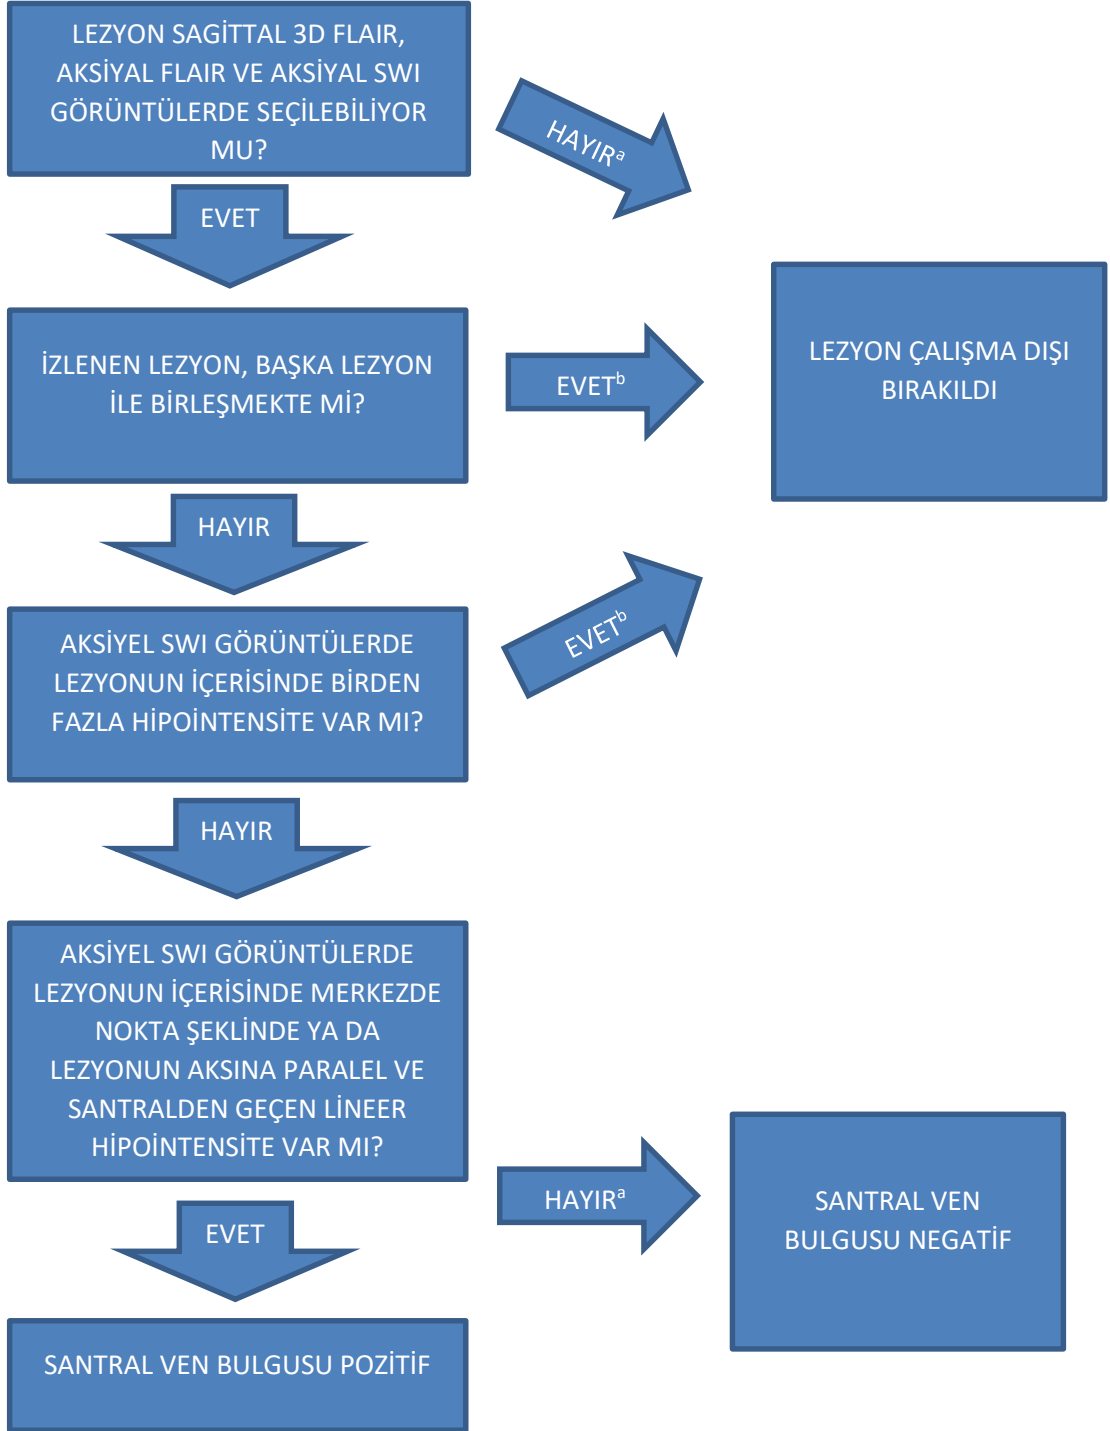 LEZYON SAGİTTAL 3D FLAIR,
AKSİYAL FLAIR VE AKSİYAL SWI
GÖRÜNTÜLERDE SEÇİLEBİLİYOR
MU?
HAYIRᵃ
EVET
İZLENEN LEZYON, BAŞKA LEZYON
İLE BİRLEŞMEKTE Mİ?
EVETᵇ
LEZYON ÇALIŞMA DIŞI
BIRAKILDI
HAYIR
AKSİYEL SWI GÖRÜNTÜLERDE
LEZYONUN İÇERİSİNDE BİRDEN
FAZLA HİPOİNTENSİTE VAR MI?
EVETᵇ
HAYIR
AKSİYEL SWI GÖRÜNTÜLERDE
LEZYONUN İÇERİSİNDE MERKEZDE
NOKTA ŞEKLİNDE YA DA
LEZYONUN AKSINA PARALEL VE
SANTRALDEN GEÇEN LİNEER
HİPOİNTENSİTE VAR MI?
HAYIRᵃ
SANTRAL VEN
BULGUSU NEGATİF
EVET
SANTRAL VEN BULGUSU POZİTİF